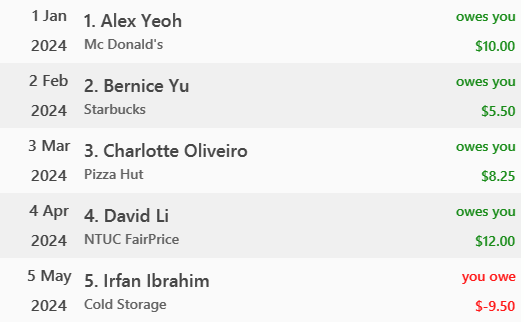 1 Jan
2024
1. Alex Yeoh
Mc Donald's
owes you
$10.00
2 Feb
2024
2. Bernice Yu
Starbucks
owes you
$5.50
3 Mar
2024
3. Charlotte Oliveiro
Pizza Hut
owes you
$8.25
4 Apr
2024
4. David Li
NTUC FairPrice
owes you
$12.00
5 May
2024
5. Irfan Ibrahim
Cold Storage
you owe
$-9.50